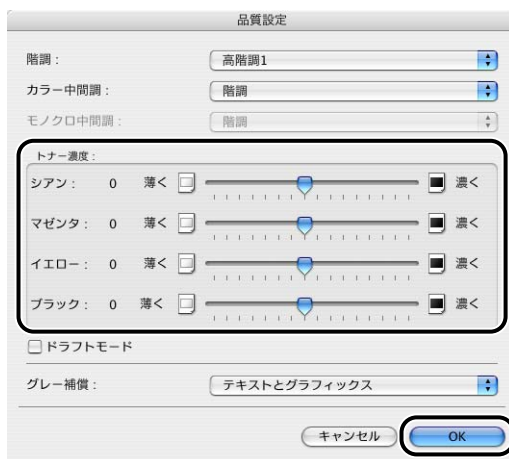 品質設定
階調： 高階調1
カラー中間調： 階調
モノクロ中間調： 階調
トナー濃度：
シアン： 0 薄く 濃く
マゼンタ： 0 薄く 濃く
イエロー： 0 薄く 濃く
ブラック： 0 薄く 濃く
ドラフトモード
グレー補償： テキストとグラフィックス
キャンセル OK